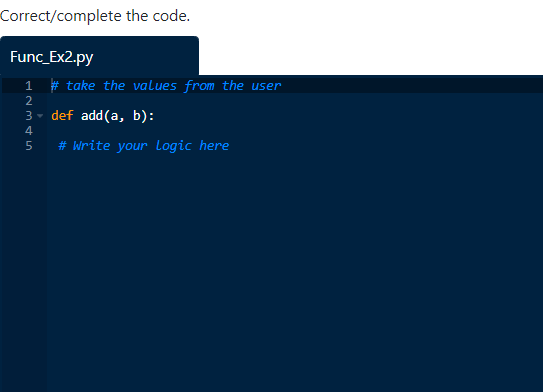 Correct/complete the code.
Func_Ex2.py
1 # take the values from the user
2
3 def add(a, b):
4
5 # Write your logic here